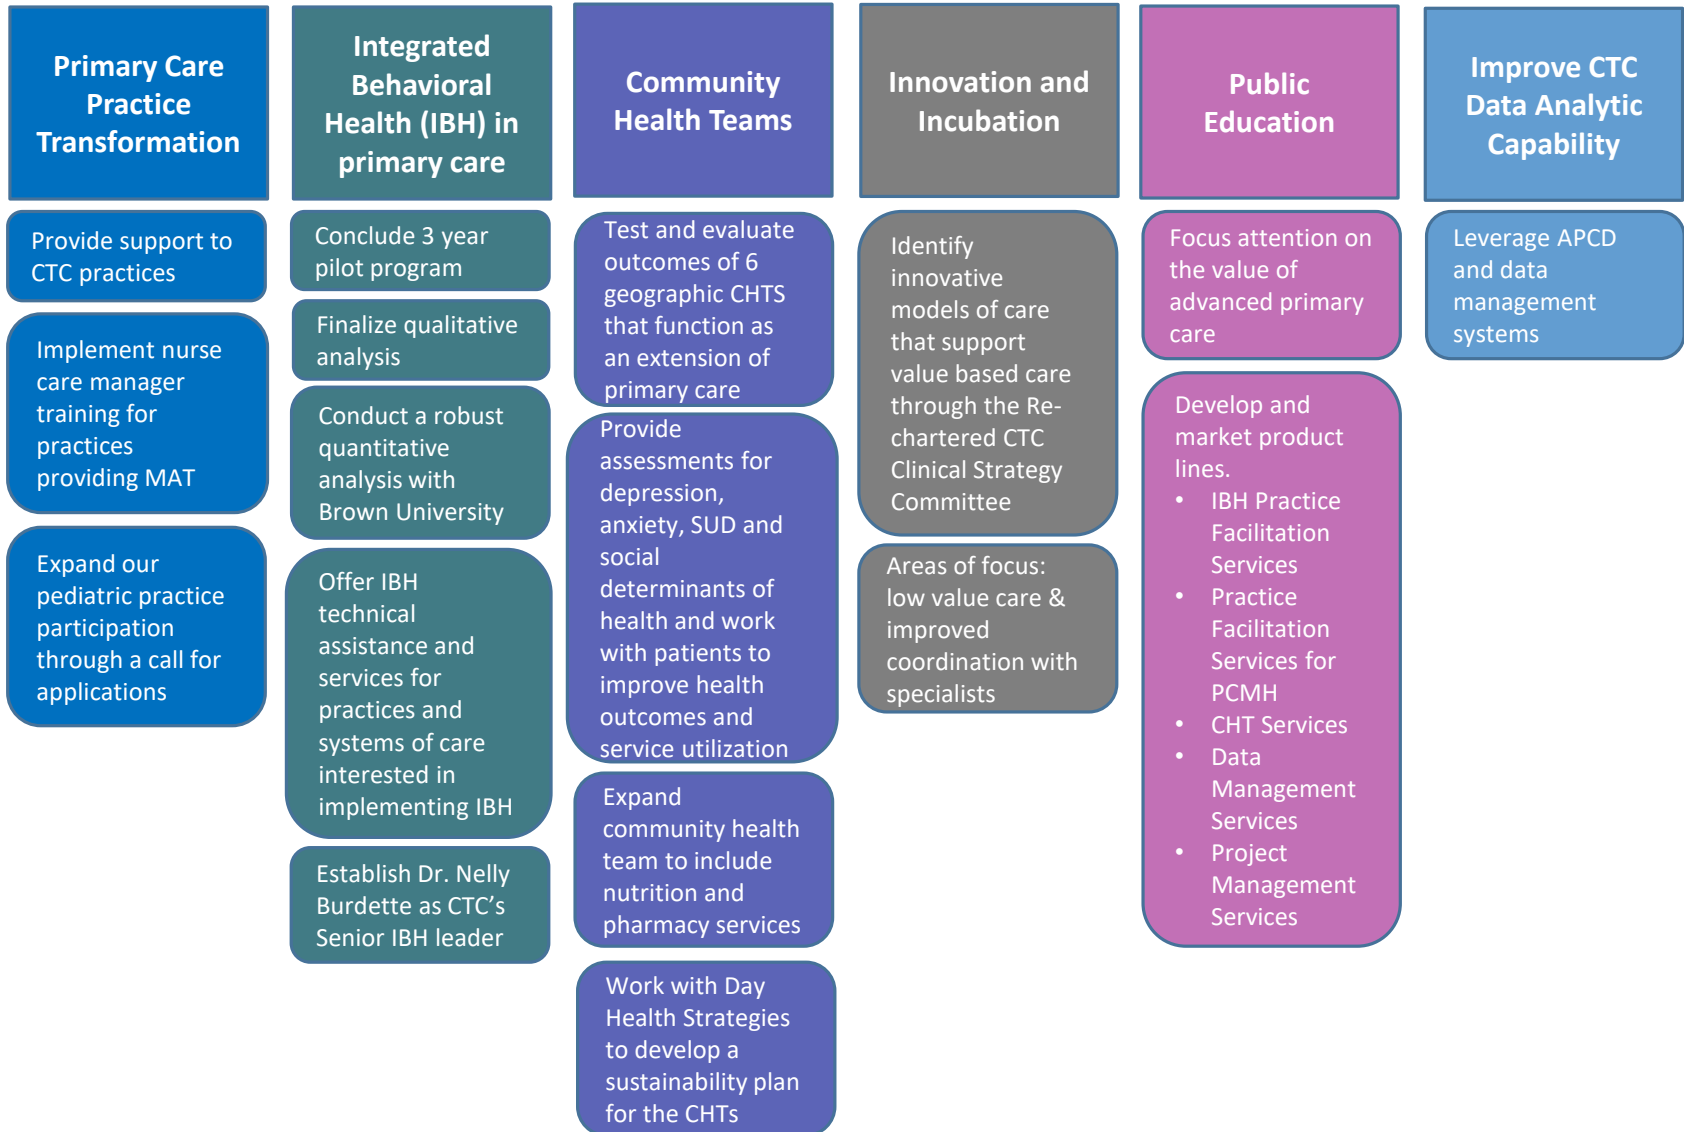 Primary Care
Practice
Transformation
Provide support to
CTC practices
Implement nurse
care manager
training for
practices
providing MAT
Expand our
pediatric practice
participation
through a call for
applications
Integrated
Behavioral
Health (IBH) in
primary care
Conclude 3 year
pilot program
Finalize qualitative
analysis
Conduct a robust
quantitative
analysis with
Brown University
Offer IBH
technical
assistance and
services for
practices and
systems of care
interested in
implementing IBH
Establish Dr. Nelly
Burdette as CTC’s
Senior IBH leader
Community
Health Teams
Test and evaluate
outcomes of 6
geographic CHTS
that function as
an extension of
primary care
Provide
assessments for
depression,
anxiety, SUD and
social
determinants of
health and work
with patients to
improve health
outcomes and
service utilization
Expand
community health
team to include
nutrition and
pharmacy services
Work with Day
Health Strategies
to develop a
sustainability plan
for the CHTs
Innovation and
Incubation
Identify
innovative
models of care
that support
value based care
through the Re-
chartered CTC
Clinical Strategy
Committee
Areas of focus:
low value care &
improved
coordination with
specialists
Public
Education
Focus attention on
the value of
advanced primary
care
Develop and
market product
lines.
• IBH Practice
Facilitation
Services
• Practice
Facilitation
Services for
PCMH
• CHT Services
• Data
Management
Services
• Project
Management
Services
Improve CTC
Data Analytic
Capability
Leverage APCD
and data
management
systems